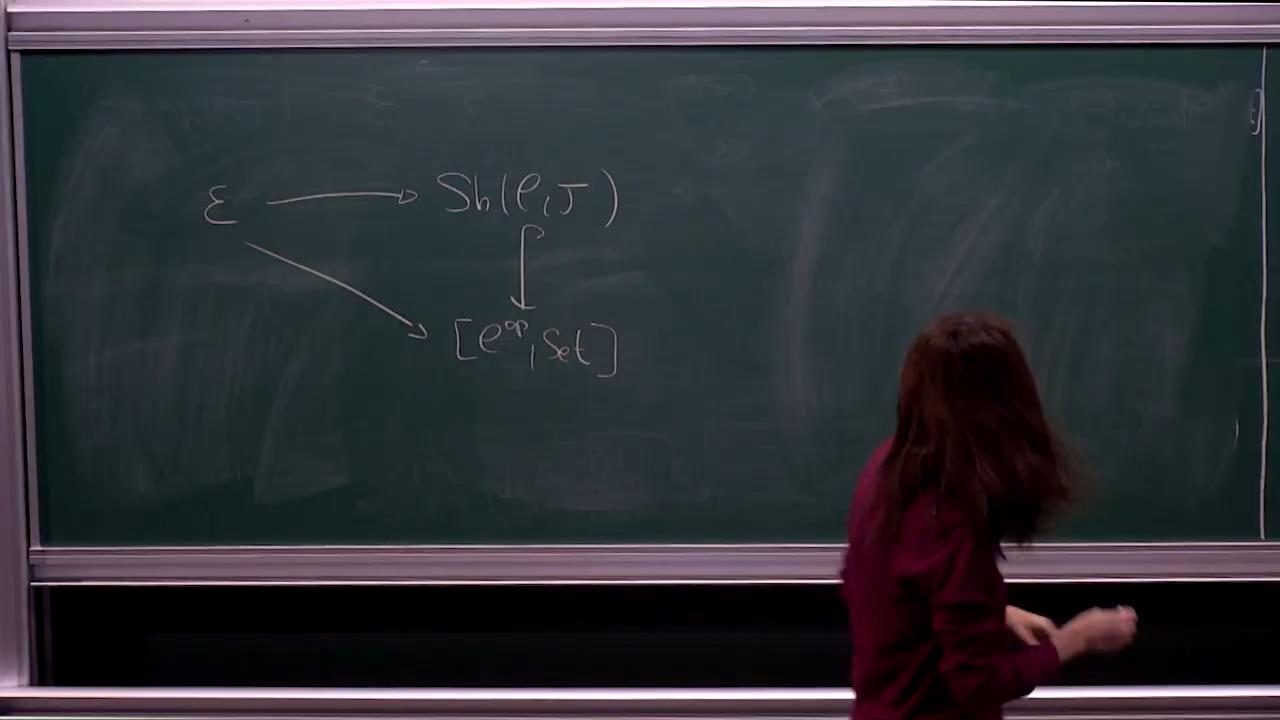 ℰ → Sh(𝒞, J)
[𝒞^op, Set]